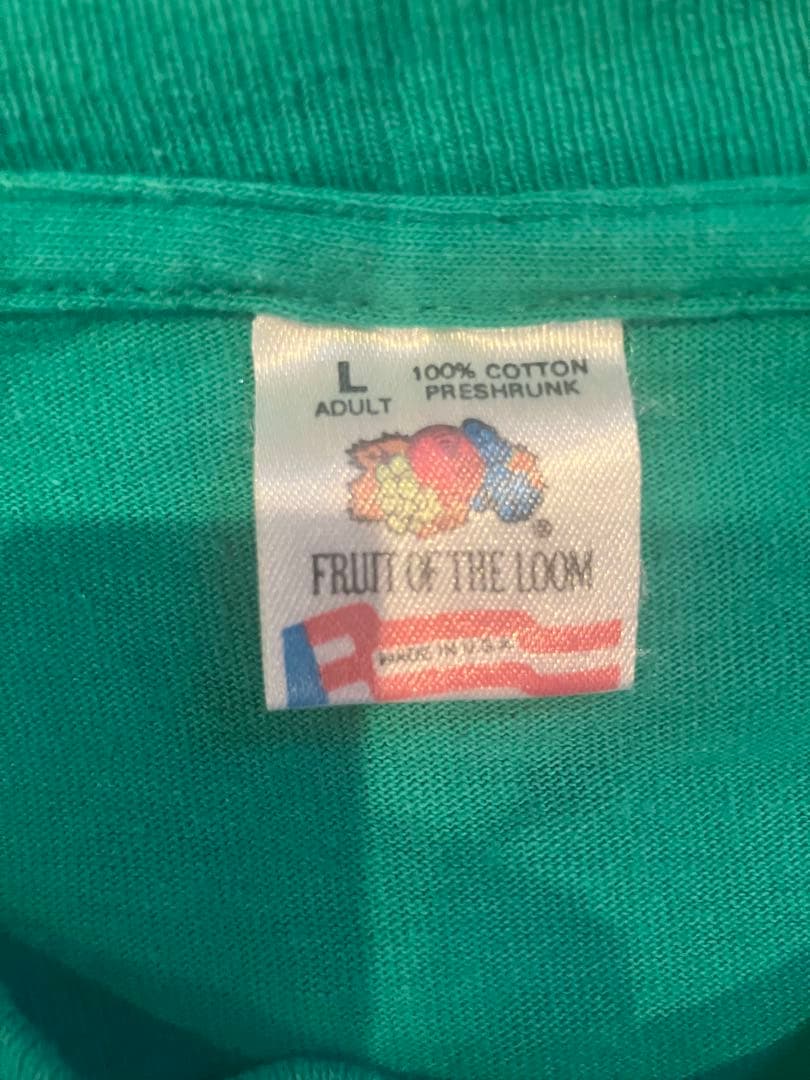 L 100% COTTON
ADULT PRESHRUNK
®
FRUIT OF THE LOOM
MADE IN U.S.A.